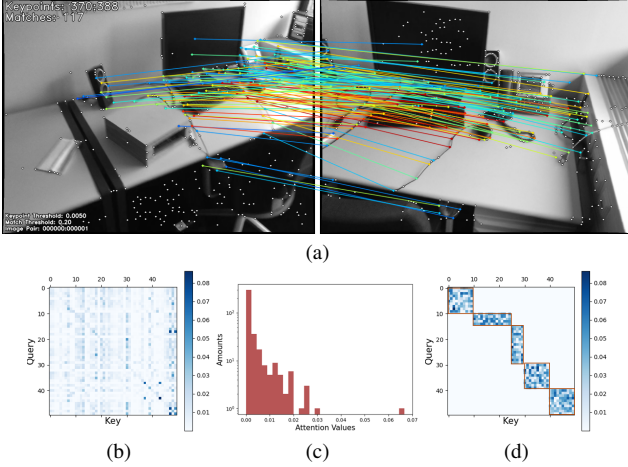 Keypoints: 370:388
Matches: 117
Keypoint Threshold: 0.0050
Match Threshold: 0.20
Image Pair: 000000:000001
(a)
0 10 20 30 40
0
10
20
30
40
Query
Key
0.08
0.07
0.06
0.05
0.04
0.03
0.02
0.01
(b)
10²
10¹
10⁰
Amounts
0.00 0.01 0.02 0.03 0.04 0.05 0.06 0.07
Attention Values
(c)
0 10 20 30 40
0
10
20
30
40
Query
Key
0.08
0.07
0.06
0.05
0.04
0.03
0.02
0.01
(d)